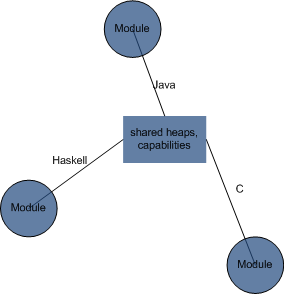 Module
Java
shared heaps,
capabilities
Haskell
C
Module
Module